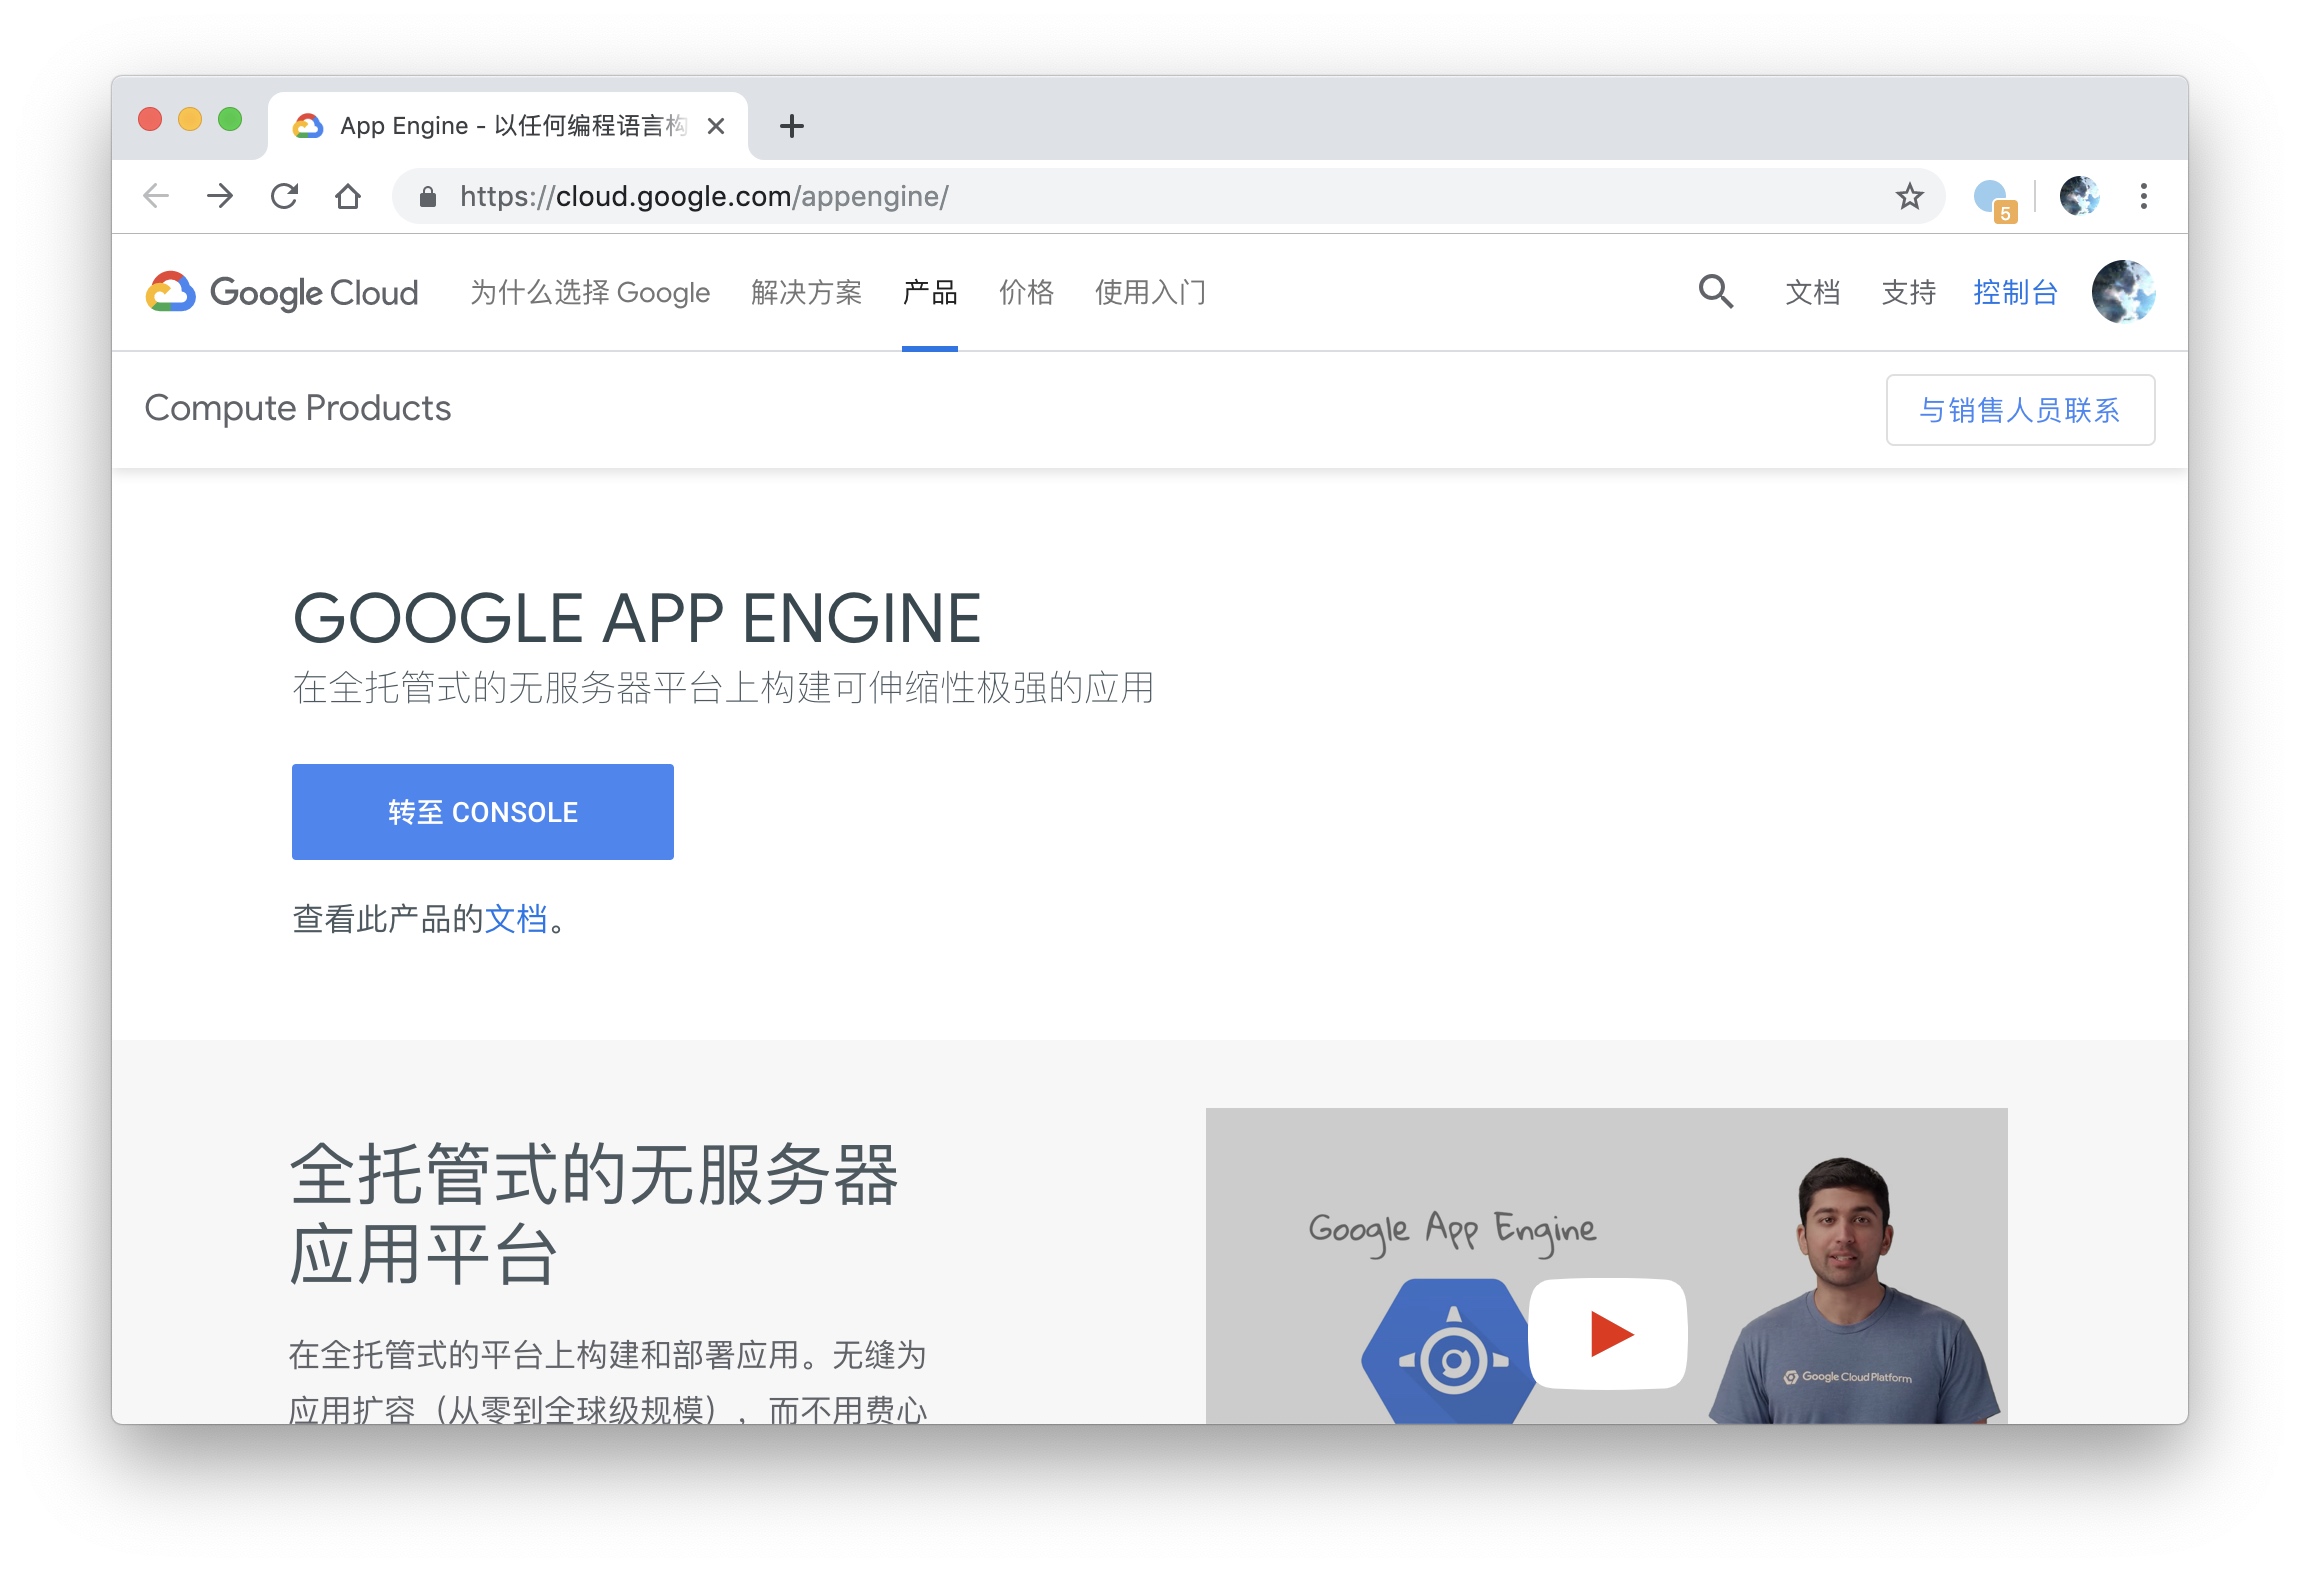 App Engine - 以任何编程语言构
https://cloud.google.com/appengine/
5
Google Cloud
为什么选择 Google
解决方案
产品
价格
使用入门
文档
支持
控制台
Compute Products
与销售人员联系
GOOGLE APP ENGINE
在全托管式的无服务器平台上构建可伸缩性极强的应用
转至 CONSOLE
查看此产品的文档。
全托管式的无服务器
应用平台
在全托管式的平台上构建和部署应用。无缝为
应用扩容（从零到全球级规模），而不用费心
Google App Engine
Google Cloud Platform